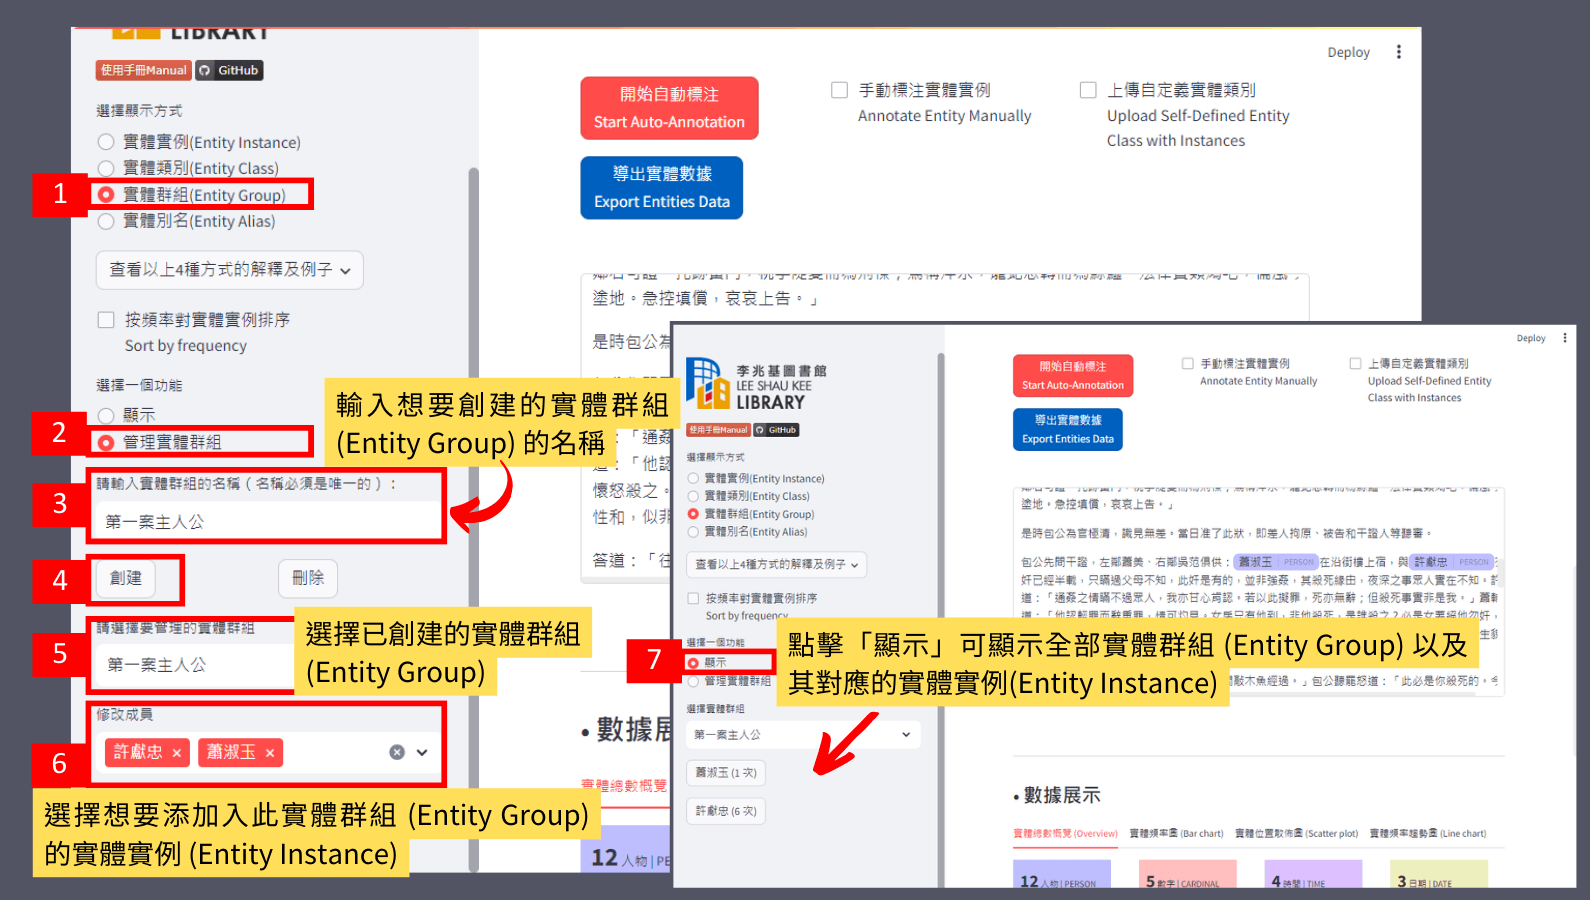 LIBRARY
使用手冊Manual
GitHub
選擇顯示方式
實體實例(Entity Instance)
實體類別(Entity Class)
1
實體群組(Entity Group)
實體別名(Entity Alias)
查看以上4種方式的解釋及例子
按頻率對實體實例排序
Sort by frequency
選擇一個功能
顯示
2
管理實體群組
輸入想要創建的實體群組
(Entity Group) 的名稱
3
請輸入實體群組的名稱（名稱必須是唯一的）：
第一案主人公
4
創建
刪除
請選擇要管理的實體群組
5
第一案主人公
選擇已創建的實體群組
(Entity Group)
修改成員
6
許獻忠 ×
蕭淑玉 ×
選擇想要添加入此實體群組 (Entity Group)
的實體實例 (Entity Instance)
Deploy
開始自動標注
Start Auto-Annotation
手動標注實體實例
Annotate Entity Manually
上傳自定義實體類別
Upload Self-Defined Entity
Class with Instances
導出實體數據
Export Entities Data
塗地。急控填償，哀哀上告。」
是時包公為
：「通姦
道：「他認
懷怒殺之。
性和，似非
答道：「往
• 數據展
實體總數概覽
12 人物 | PE
Deploy
李兆基圖書館
LEE SHAU KEE
LIBRARY
使用手冊Manual
GitHub
選擇顯示方式
實體實例(Entity Instance)
實體類別(Entity Class)
實體群組(Entity Group)
實體別名(Entity Alias)
查看以上4種方式的解釋及例子
按頻率對實體實例排序
Sort by frequency
選擇一個功能
7
顯示
管理實體群組
點擊「顯示」可顯示全部實體群組 (Entity Group) 以及
其對應的實體實例(Entity Instance)
選擇實體群組
第一案主人公
蕭淑玉 (1 次)
許獻忠 (6 次)
開始自動標注
Start Auto-Annotation
手動標注實體實例
Annotate Entity Manually
上傳自定義實體類別
Upload Self-Defined Entity
Class with Instances
導出實體數據
Export Entities Data
塗地。急控填償，哀哀上告。」
是時包公為官極清，識見無差。當日准了此狀，即差人拘原、被告和干證人等聽審。
包公先問干證，左鄰蕭美、右鄰吳范俱供：蕭淑玉 PERSON 在沿街樓上宿，與 許獻忠 PERSON
奸已經半載，只瞞過父母不知，此奸是有的，並非強姦，其殺死緣由，夜深之事眾人實在不知。許
道：「通姦之情瞞不過眾人，我亦甘心肯認。若以此擬罪，死亦無辭；但殺死事實非是我。」蕭輔
敲木魚經過。」包公聽罷怒道：「此必是你殺死的。今
• 數據展示
實體總數概覽 (Overview)
實體頻率圖 (Bar chart)
實體位置散佈圖 (Scatter plot)
實體頻率趨勢圖 (Line chart)
12 人物 | PERSON
5 數字 | CARDINAL
4 時間 | TIME
3 日期 | DATE